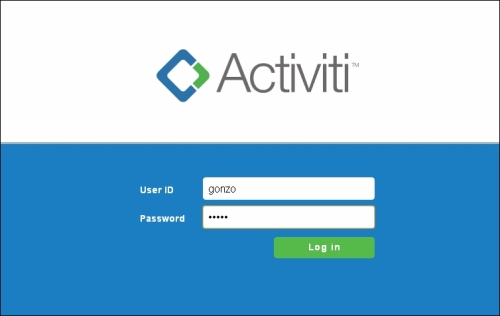 Activiti™
User ID gonzo
Password •••••
Log in